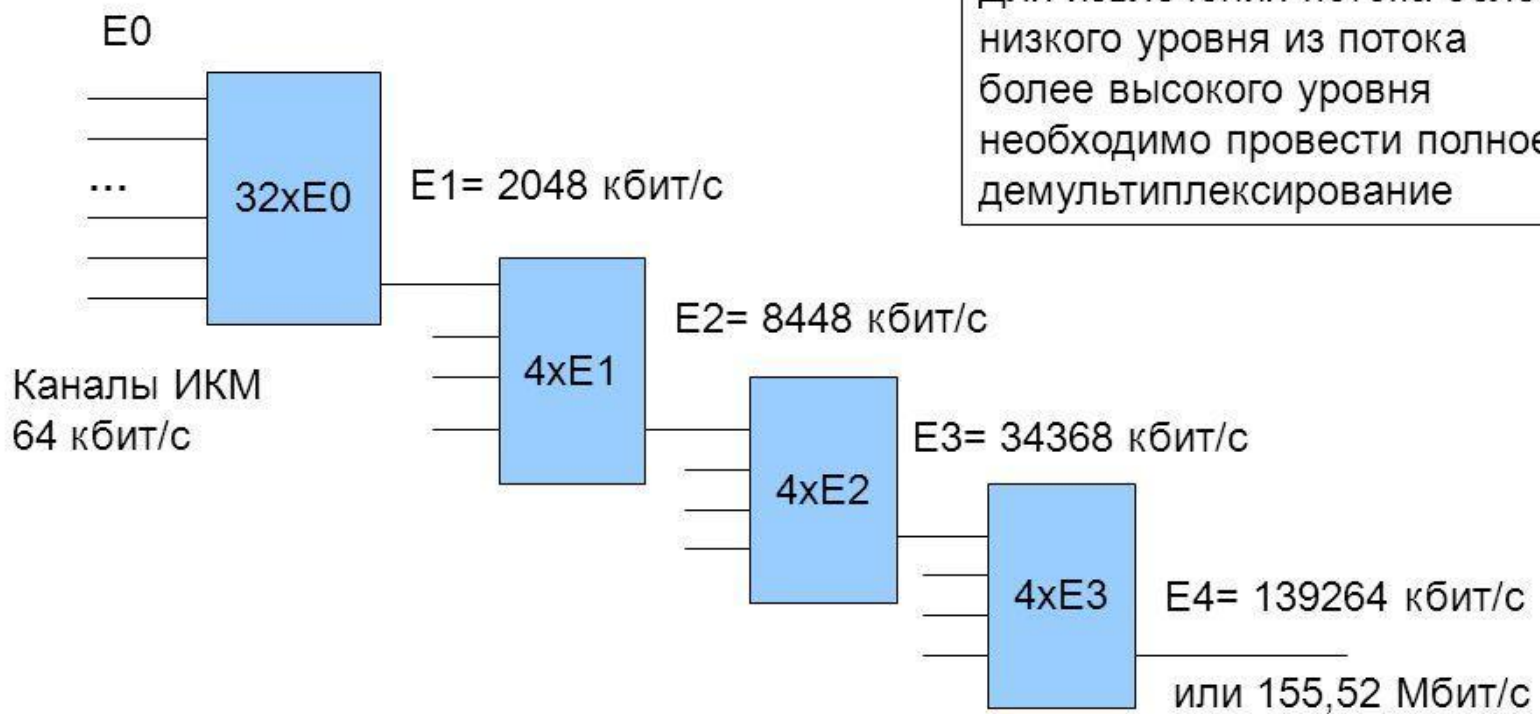 E0
низкого уровня из потока
более высокого уровня
необходимо провести полное
демультиплексирование
...
32xE0
E1= 2048 кбит/с
E2= 8448 кбит/с
4xE1
Каналы ИКМ
64 кбит/с
E3= 34368 кбит/с
4xE2
4xE3
E4= 139264 кбит/с
или 155,52 Мбит/с